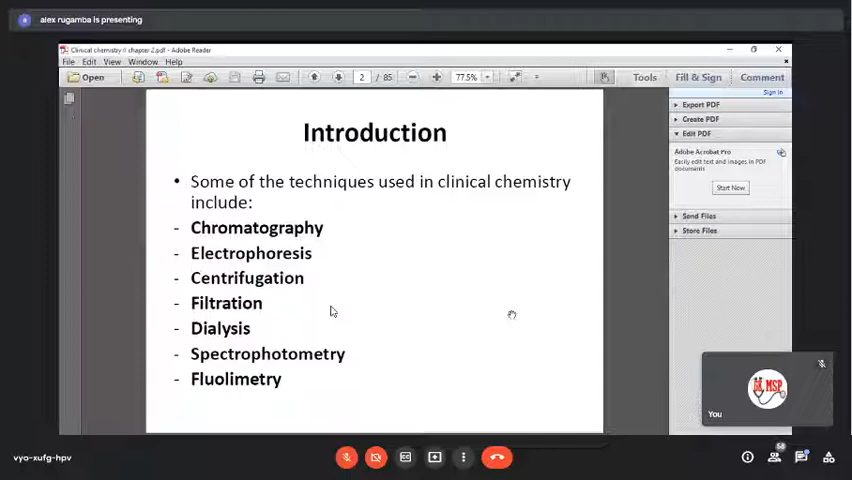 alex rugamba is presenting
Clinical chemistry II chapter 2.pdf - Adobe Reader
File Edit View Window Help
Open 2 / 85 77.5% Tools Fill & Sign Comment
Sign In
Export PDF
Create PDF
Edit PDF
Adobe Acrobat Pro
Easily edit text and images in PDF
documents
Start Now
Send Files
Store Files
Introduction
• Some of the techniques used in clinical chemistry
include:
- Chromatography
- Electrophoresis
- Centrifugation
- Filtration
- Dialysis
- Spectrophotometry
- Fluolimetry
MSP
You
vyo-xufg-hpv
58